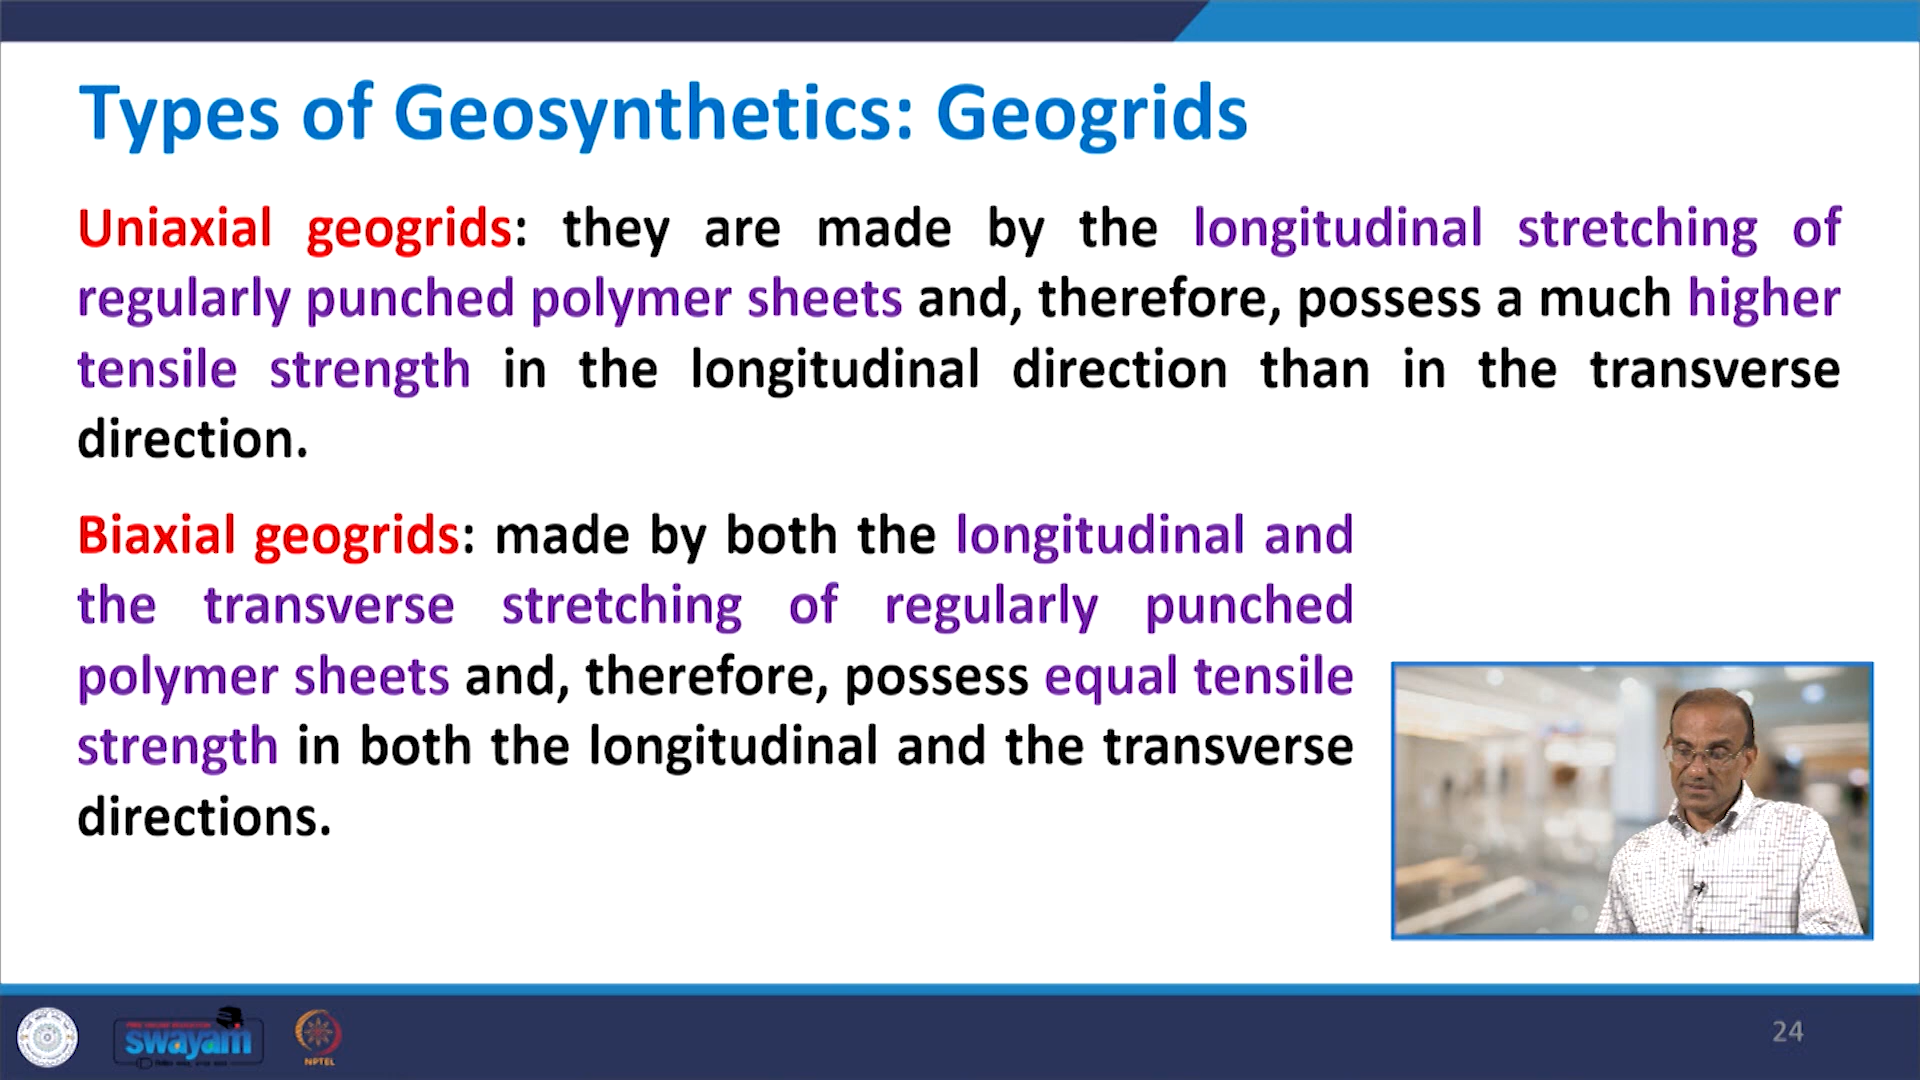 Types of Geosynthetics: Geogrids
Uniaxial geogrids: they are made by the longitudinal stretching of
regularly punched polymer sheets and, therefore, possess a much higher
tensile strength in the longitudinal direction than in the transverse
direction.
Biaxial geogrids: made by both the longitudinal and
the transverse stretching of regularly punched
polymer sheets and, therefore, possess equal tensile
strength in both the longitudinal and the transverse
directions.
swayam
NPTEL
24